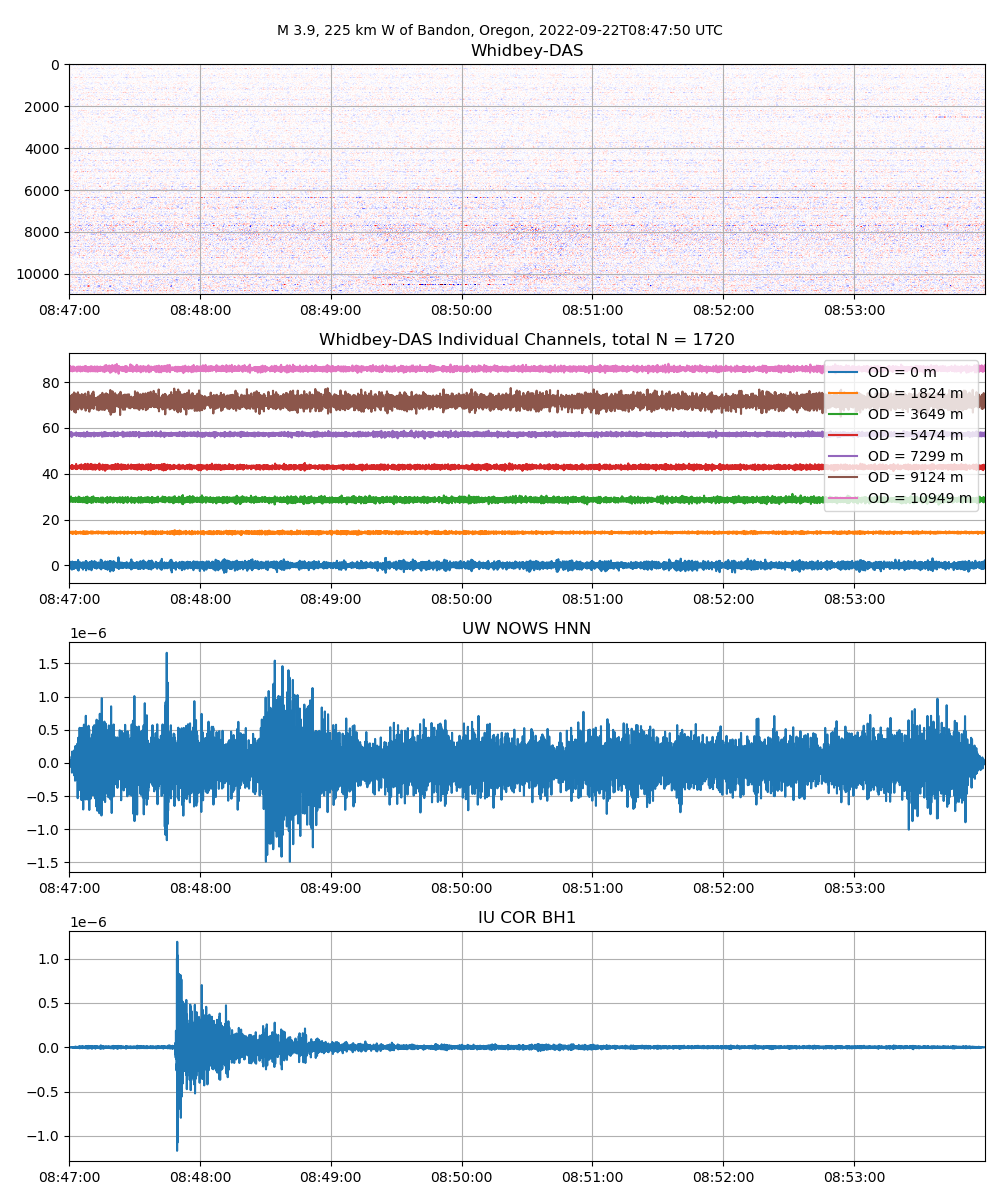 M 3.9, 225 km W of Bandon, Oregon, 2022-09-22T08:47:50 UTC
Whidbey-DAS
0
2000
4000
6000
8000
10000
08:47:00 08:48:00 08:49:00 08:50:00 08:51:00 08:52:00 08:53:00
Whidbey-DAS Individual Channels, total N = 1720
80
60
40
20
0
OD = 0 m
OD = 1824 m
OD = 3649 m
OD = 5474 m
OD = 7299 m
OD = 9124 m
OD = 10949 m
08:47:00 08:48:00 08:49:00 08:50:00 08:51:00 08:52:00 08:53:00
UW NOWS HNN
1e−6
1.5
1.0
0.5
0.0
−0.5
−1.0
−1.5
08:47:00 08:48:00 08:49:00 08:50:00 08:51:00 08:52:00 08:53:00
IU COR BH1
1e−6
1.0
0.5
0.0
−0.5
−1.0
08:47:00 08:48:00 08:49:00 08:50:00 08:51:00 08:52:00 08:53:00